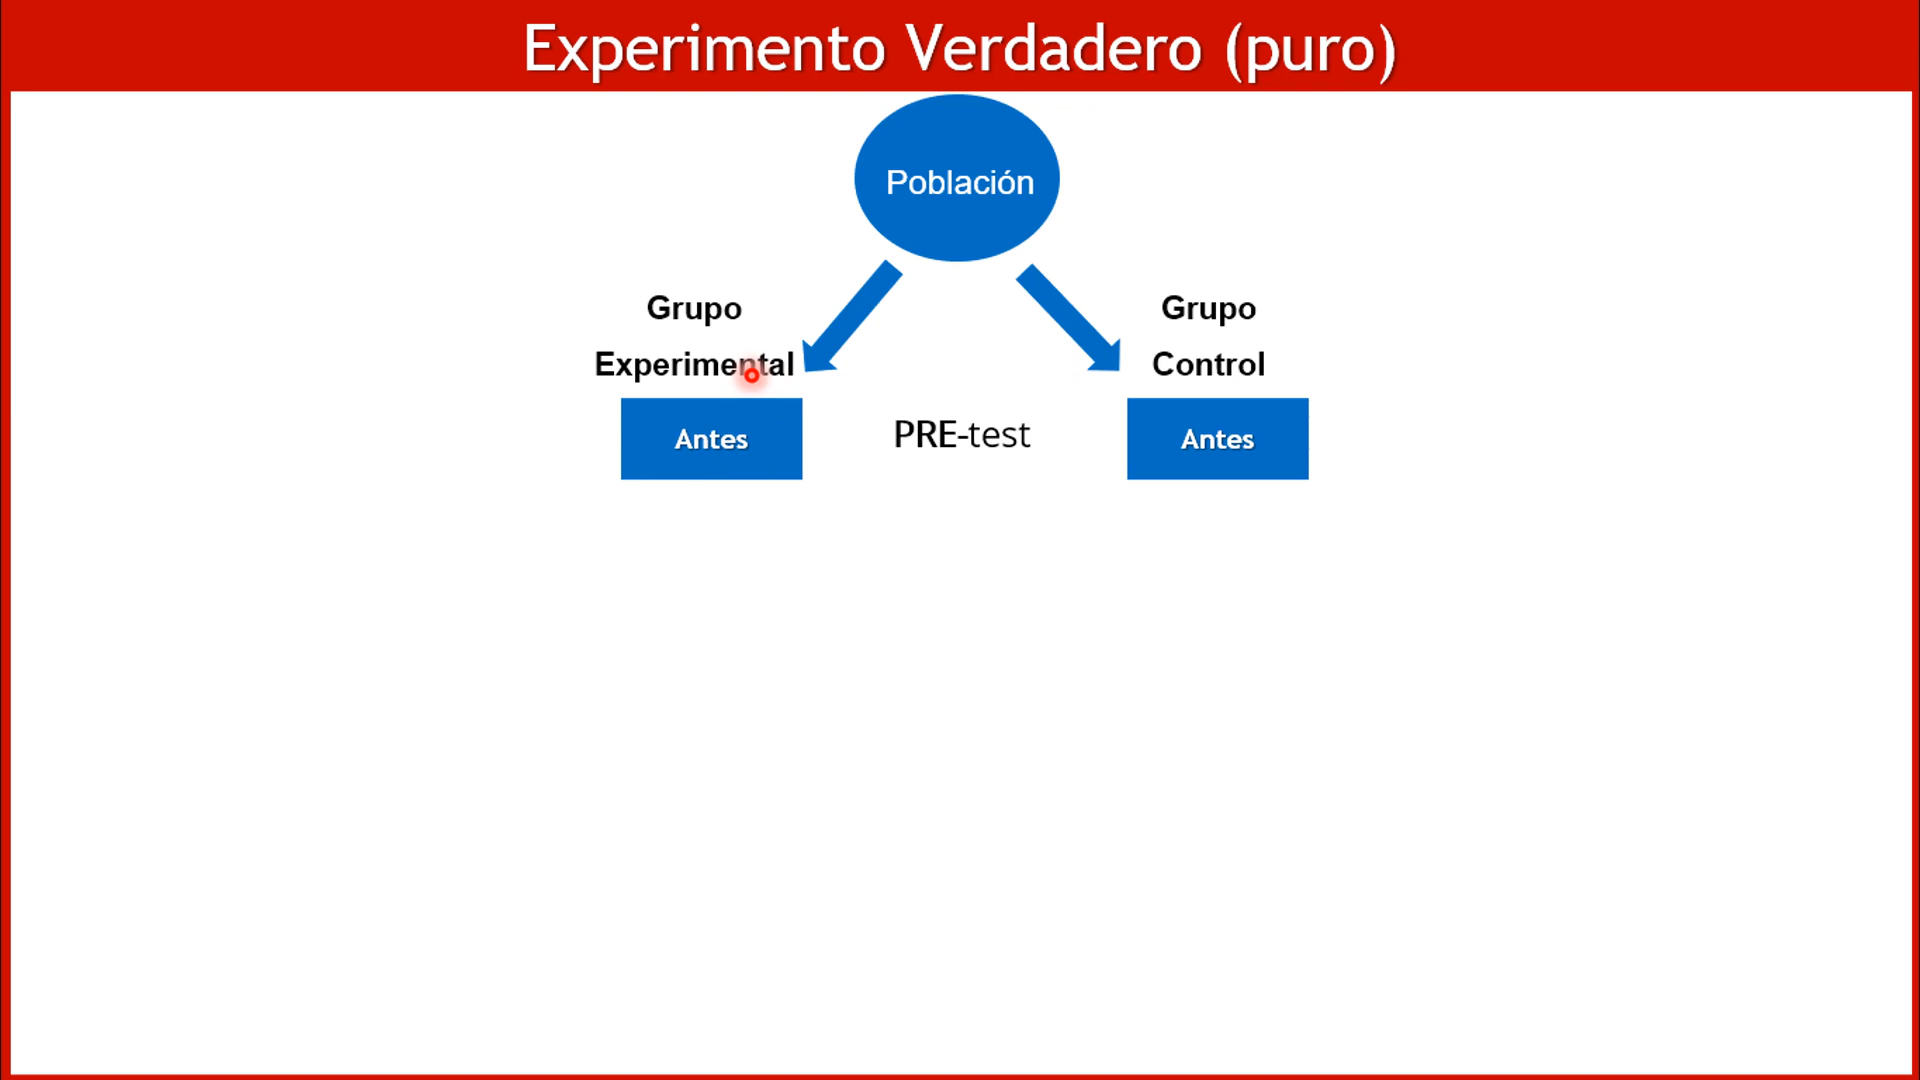 Experimento Verdadero (puro)
Población
Grupo
Experimental
Grupo
Control
Antes
PRE-test
Antes